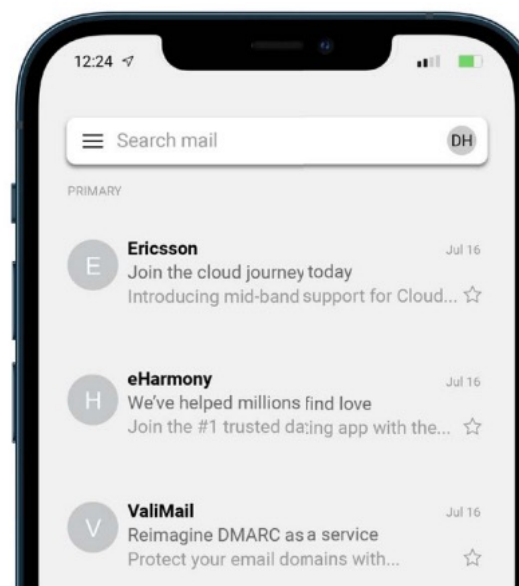 12:24
Search mail
DH
PRIMARY
E
Ericsson
Jul 16
Join the cloud journey today
Introducing mid-band support for Cloud...
H
eHarmony
Jul 16
We've helped millions find love
Join the #1 trusted dating app with the...
V
ValiMail
Jul 16
Reimagine DMARC as a service
Protect your email domains with...